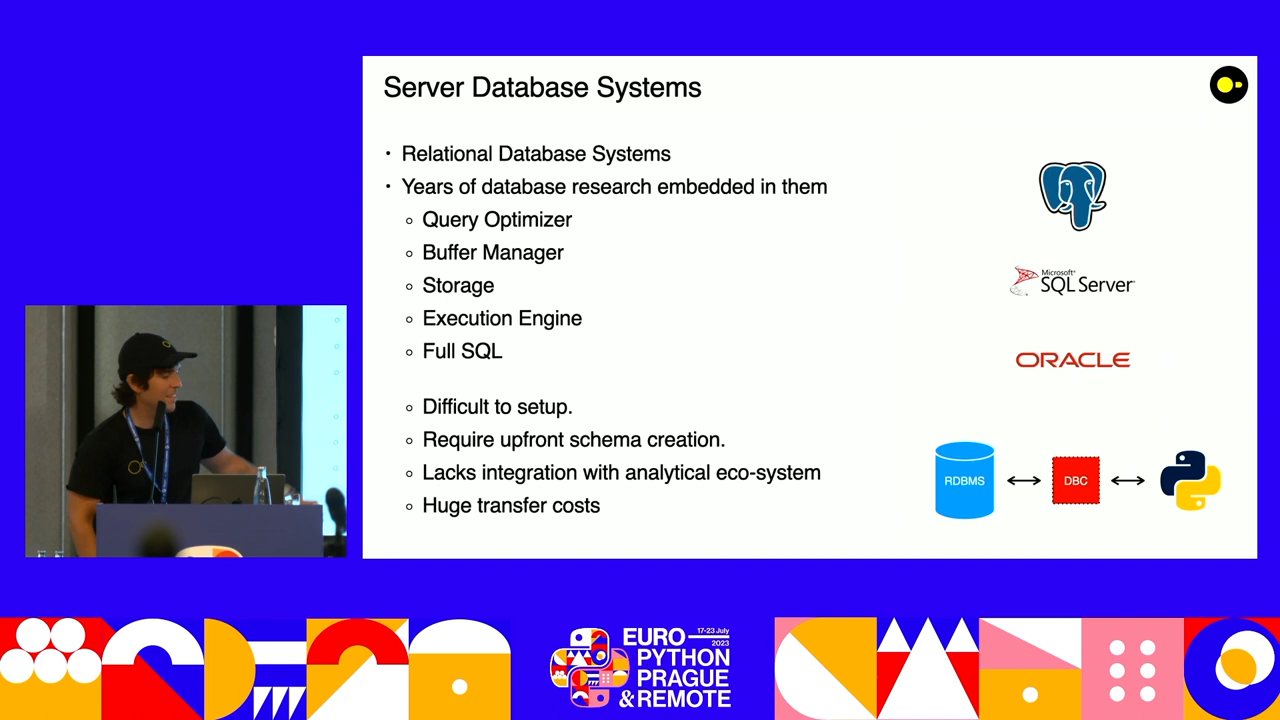 Server Database Systems
• Relational Database Systems
• Years of database research embedded in them
◦ Query Optimizer
◦ Buffer Manager
◦ Storage
◦ Execution Engine
◦ Full SQL
◦ Difficult to setup.
◦ Require upfront schema creation.
◦ Lacks integration with analytical eco-system
◦ Huge transfer costs
Microsoft®
SQL Server
ORACLE
RDBMS
DBC
EURO 17-23 July
2023
PYTHON
PRAGUE
& REMOTE